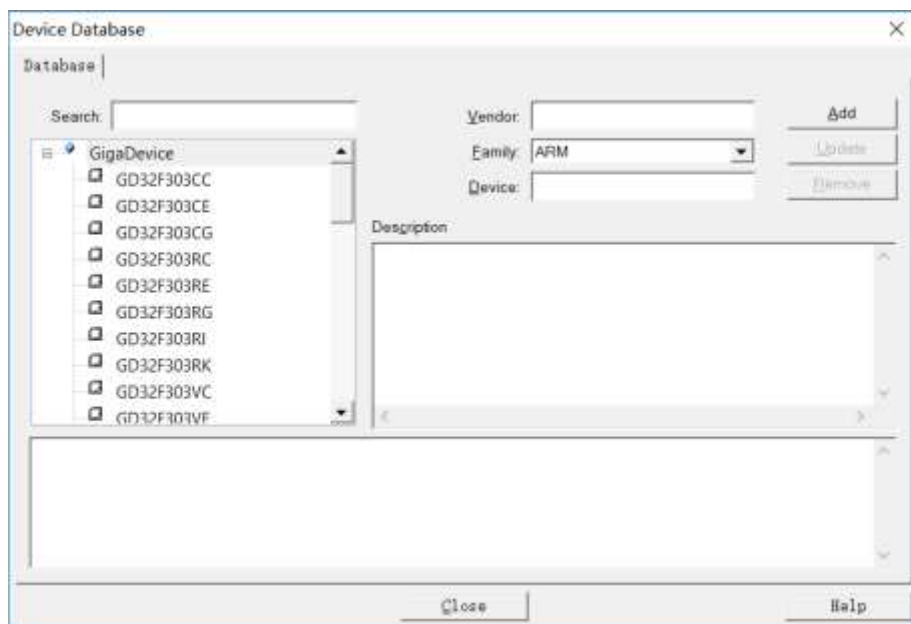 Device Database
Database
Search:
Vendor:
Add
GigaDevice
Family:
ARM
Update
GD32F303CC
Device:
Remove
GD32F303CE
GD32F303CG
Description
GD32F303RC
GD32F303RE
GD32F303RG
GD32F303RI
GD32F303RK
GD32F303VC
GD32F303VE
Close
Help